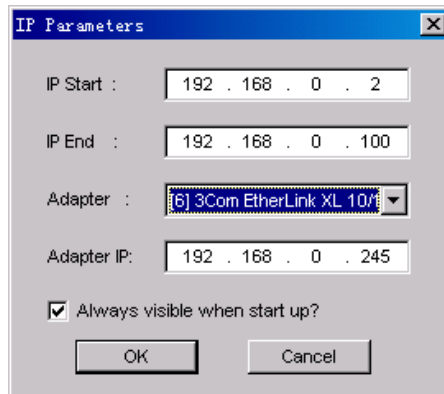 IP Parameters
IP Start : 192 . 168 . 0 . 2
IP End : 192 . 168 . 0 . 100
Adapter : [6] 3Com EtherLink XL 10/1
Adapter IP: 192 . 168 . 0 . 245
Always visible when start up?
OK Cancel